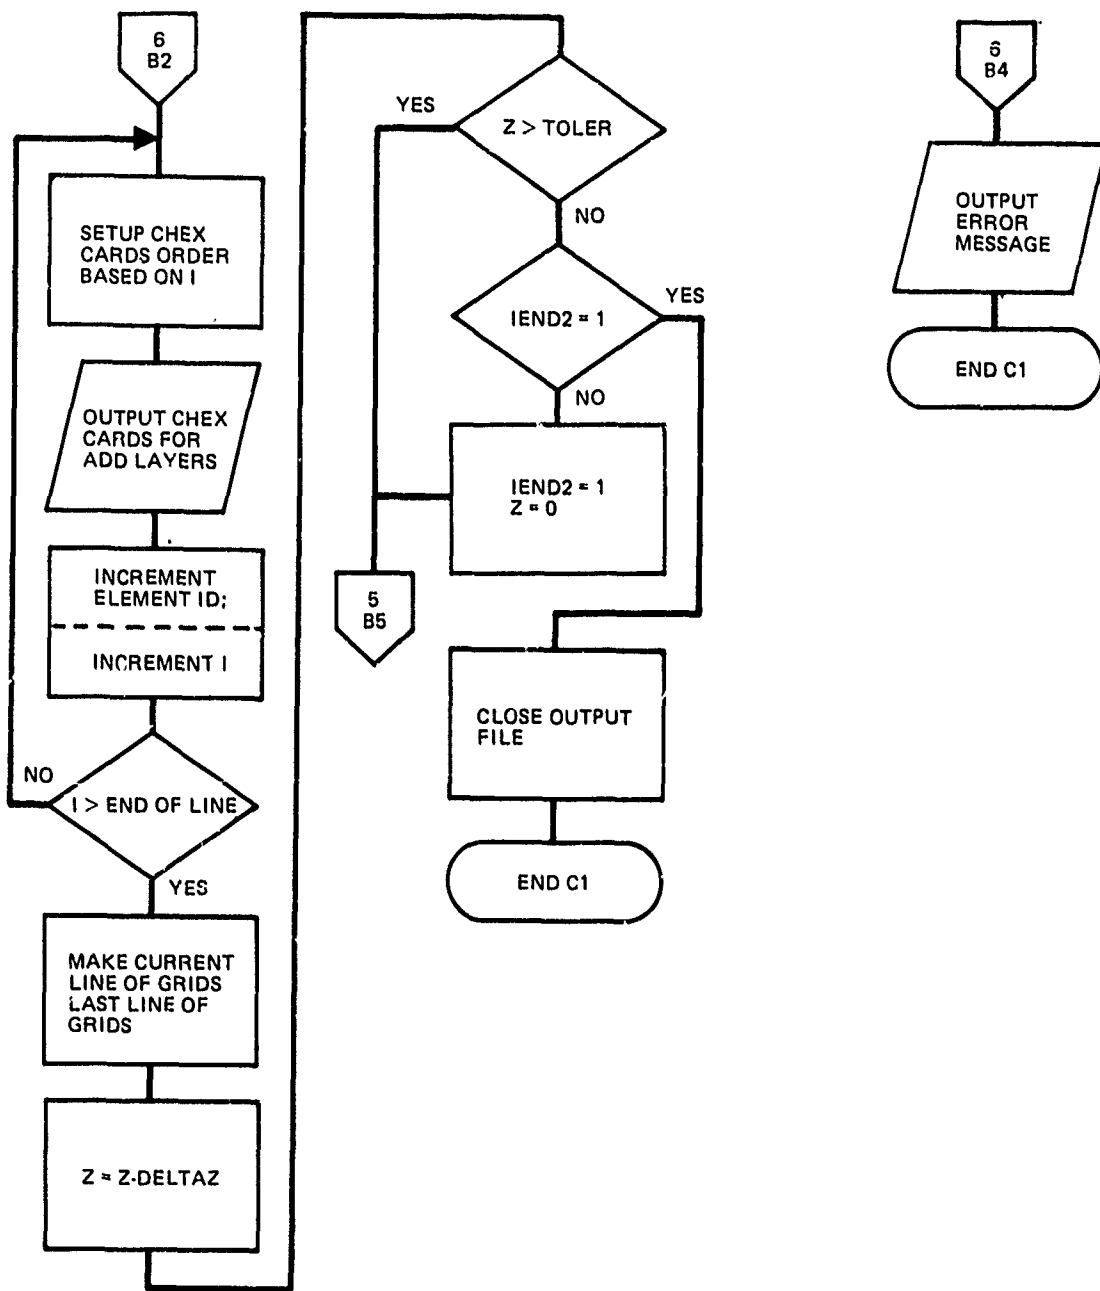 6
B2
SETUP CHEX
CARDS ORDER
BASED ON I
OUTPUT CHEX
CARDS FOR
ADD LAYERS
INCREMENT
ELEMENT ID;
INCREMENT I
NO
I > END OF LINE
YES
MAKE CURRENT
LINE OF GRIDS
LAST LINE OF
GRIDS
Z = Z-DELTAZ
YES
Z > TOLER
NO
YES
IEND2 = 1
NO
IEND2 = 1
Z = 0
5
B5
CLOSE OUTPUT
FILE
END C1
6
B4
OUTPUT
ERROR
MESSAGE
END C1